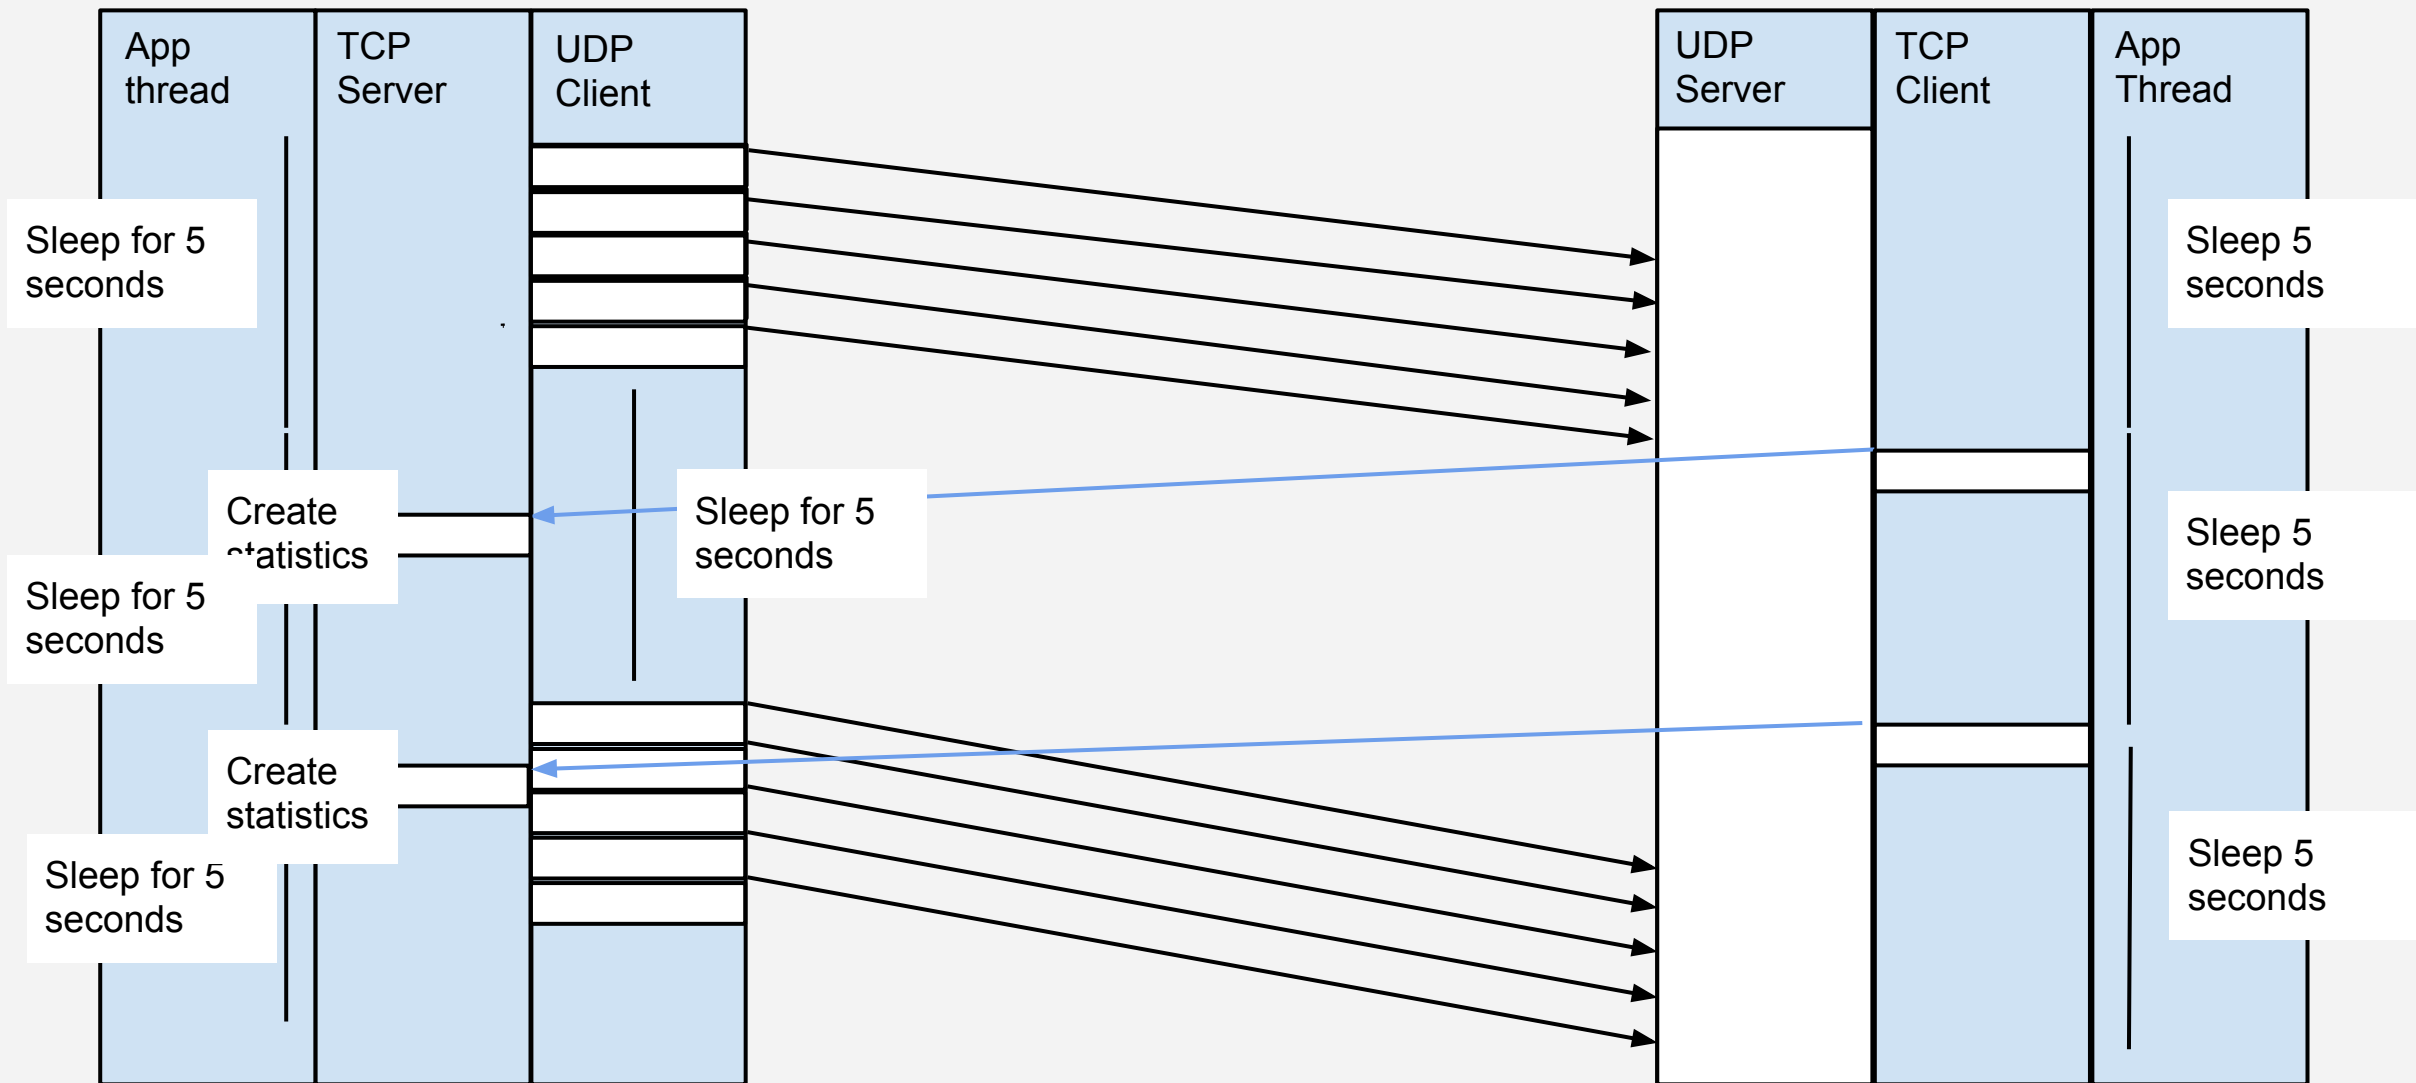 App
thread
TCP
Server
UDP
Client
UDP
Server
TCP
Client
App
Thread
Sleep for 5
seconds
Sleep 5
seconds
Create
statistics
Sleep for 5
seconds
Sleep 5
seconds
Sleep for 5
seconds
Create
statistics
Sleep for 5
seconds
Sleep 5
seconds